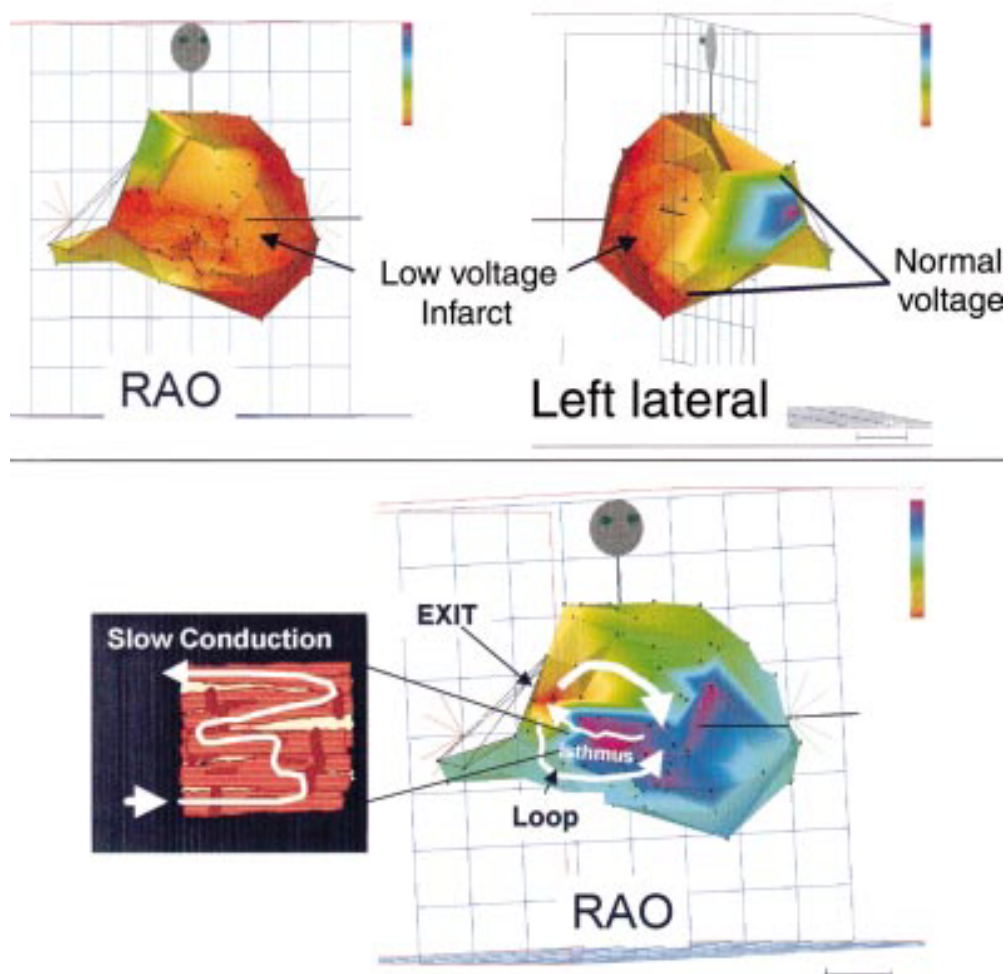 Low voltage
Infarct
Normal
voltage
RAO
Left lateral
EXIT
Slow Conduction
Isthmus
Loop
RAO